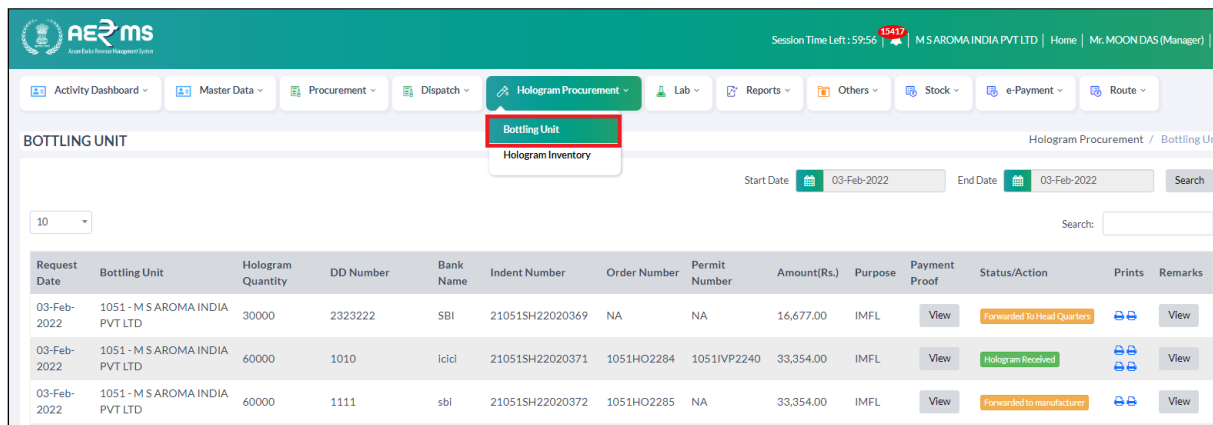 AERMS
Assam Excise Revenue Management System
Session Time Left : 59:56 15417 | M S AROMA INDIA PVT LTD | Home | Mr. MOON DAS (Manager) |
Activity Dashboard Master Data Procurement Dispatch Hologram Procurement Lab Reports Others Stock e-Payment Route
Bottling Unit
Hologram Inventory
BOTTLING UNIT Hologram Procurement / Bottling Un
Start Date 03-Feb-2022 End Date 03-Feb-2022 Search
10 Search:
Request Date Bottling Unit Hologram Quantity DD Number Bank Name Indent Number Order Number Permit Number Amount(Rs.) Purpose Payment Proof Status/Action Prints Remarks
03-Feb-2022 1051 - M S AROMA INDIA PVT LTD 30000 2323222 SBI 21051SH22020369 NA NA 16,677.00 IMFL View Forwarded To Head Quarters View
03-Feb-2022 1051 - M S AROMA INDIA PVT LTD 60000 1010 icici 21051SH22020371 1051HO2284 1051IVP2240 33,354.00 IMFL View Hologram Received View
03-Feb-2022 1051 - M S AROMA INDIA PVT LTD 60000 1111 sbi 21051SH22020372 1051HO2285 NA 33,354.00 IMFL View Forwarded to manufacturer View